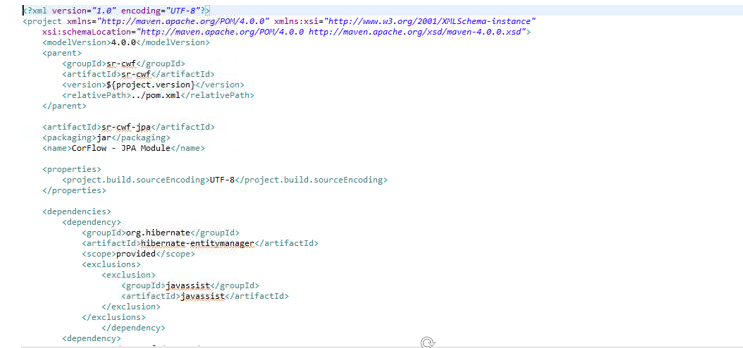 <?xml version="1.0" encoding="UTF-8"?>
<project xmlns="http://maven.apache.org/POM/4.0.0" xmlns:xsi="http://www.w3.org/2001/XMLSchema-instance"
xsi:schemaLocation="http://maven.apache.org/POM/4.0.0 http://maven.apache.org/xsd/maven-4.0.0.xsd">
<modelVersion>4.0.0</modelVersion>
<parent>
<groupId>sr-cwf</groupId>
<artifactId>sr-cwf</artifactId>
<version>${project.version}</version>
<relativePath>../pom.xml</relativePath>
</parent>
<artifactId>sr-cwf-jpa</artifactId>
<packaging>jar</packaging>
<name>CorFlow - JPA Module</name>
<properties>
<project.build.sourceEncoding>UTF-8</project.build.sourceEncoding>
</properties>
<dependencies>
<dependency>
<groupId>org.hibernate</groupId>
<artifactId>hibernate-entitymanager</artifactId>
<scope>provided</scope>
<exclusions>
<exclusion>
<groupId>javassist</groupId>
<artifactId>javassist</artifactId>
</exclusion>
</exclusions>
</dependency>
<dependency>